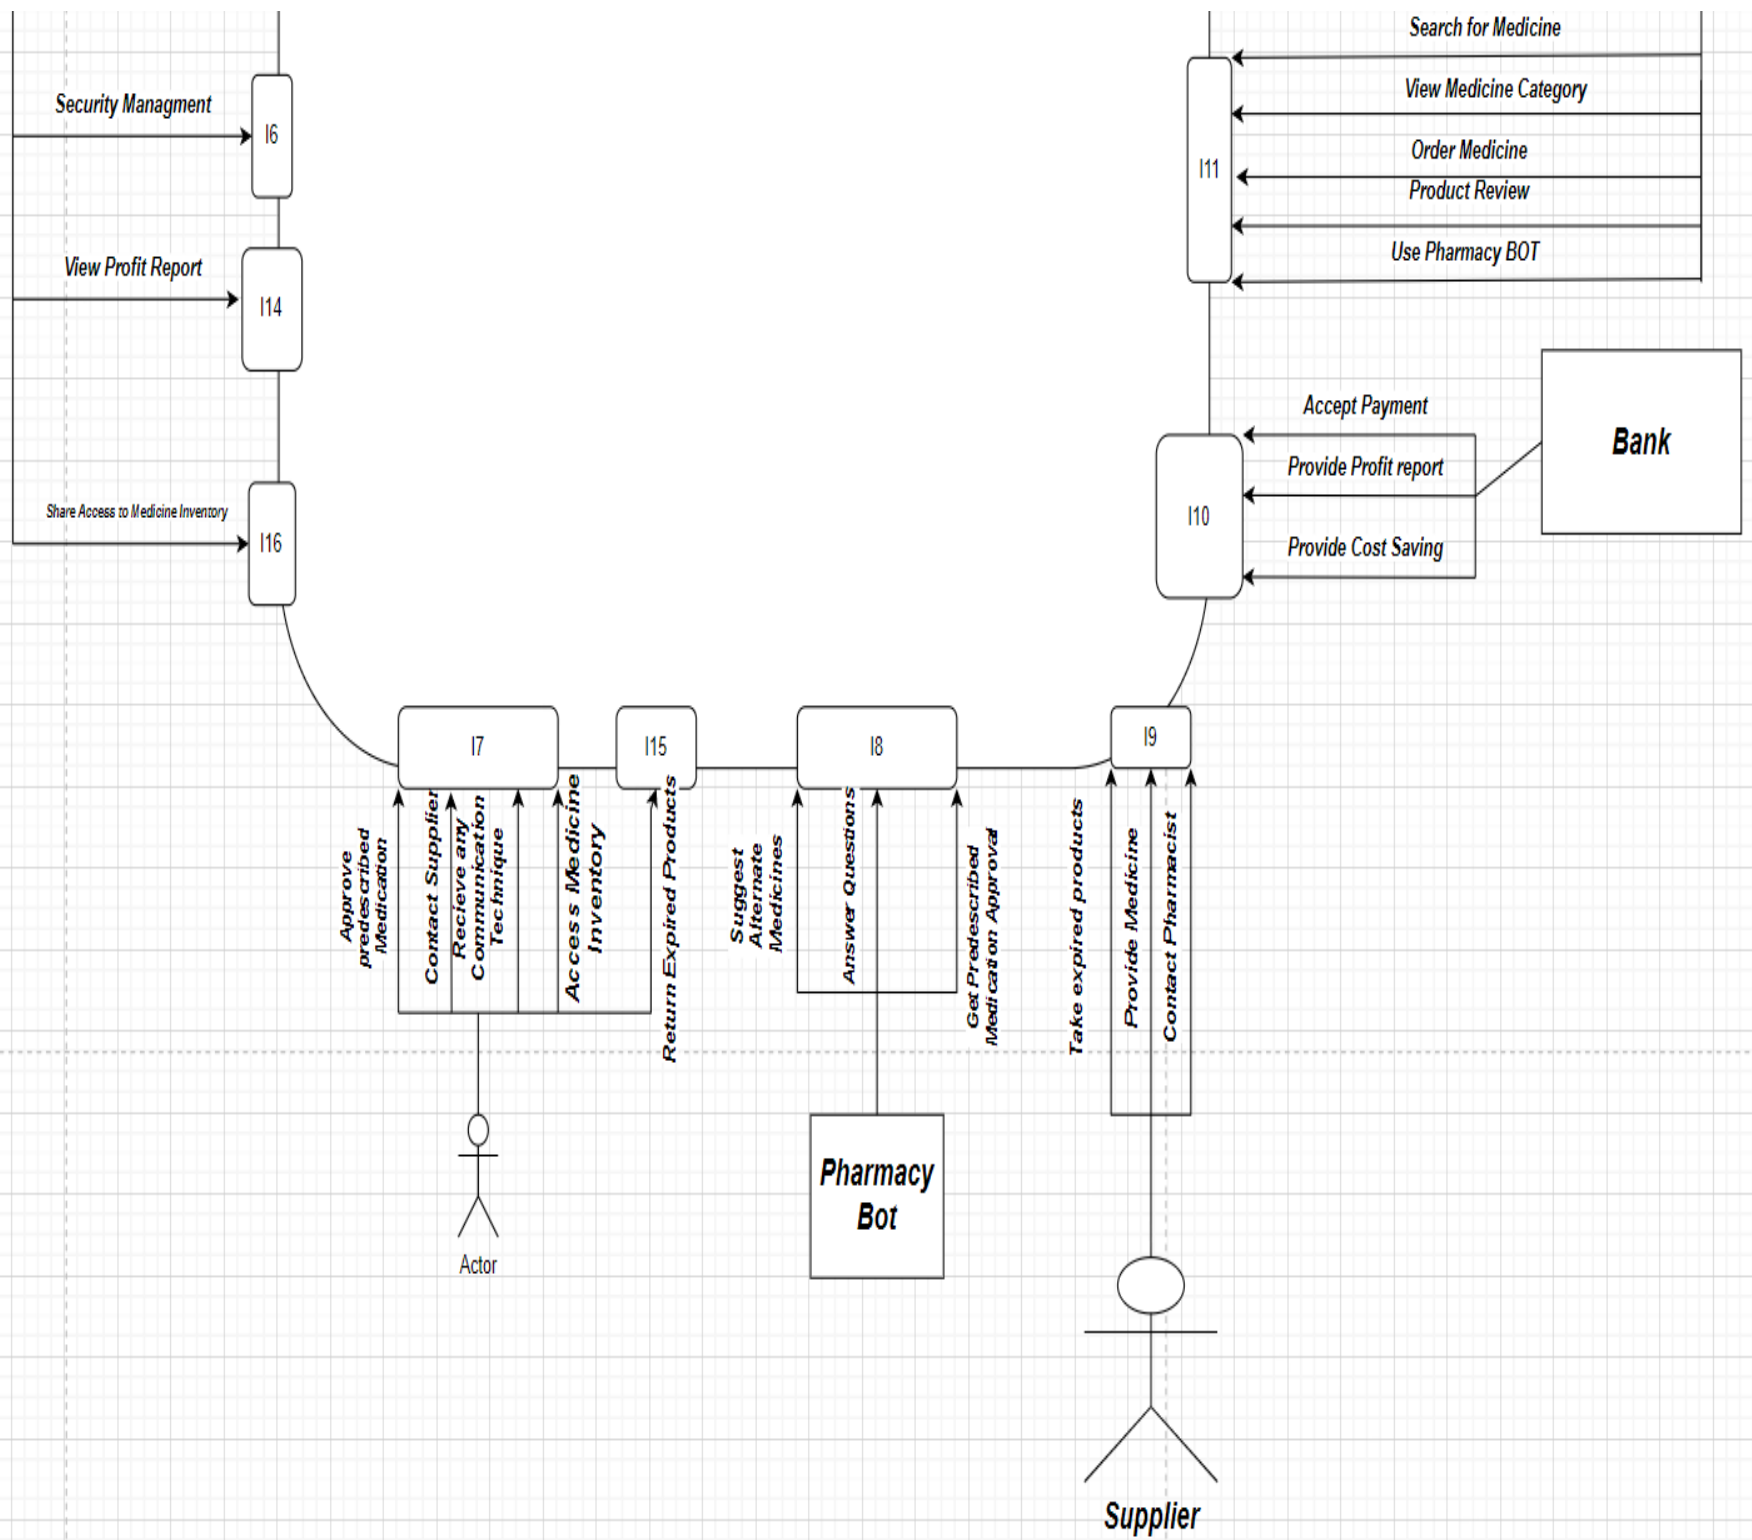 Search for Medicine
Security Managment
I6
View Medicine Category
Order Medicine
I11
Product Review
Use Pharmacy BOT
View Profit Report
I14
Accept Payment
Bank
Provide Profit report
I10
Provide Cost Saving
Share Access to Medicine Inventory
I16
I7
I15
I8
I9
Approve
predescribed
Medication
Contact Supplier
Recieve any
Communication
Technique
Access Medicine
Inventory
Return Expired Products
Suggest
Alternate
Medicines
Answer Questions
Get Predescribed
Medication Approval
Take expired products
Provide Medicine
Contact Pharmacist
Actor
Pharmacy
Bot
Supplier